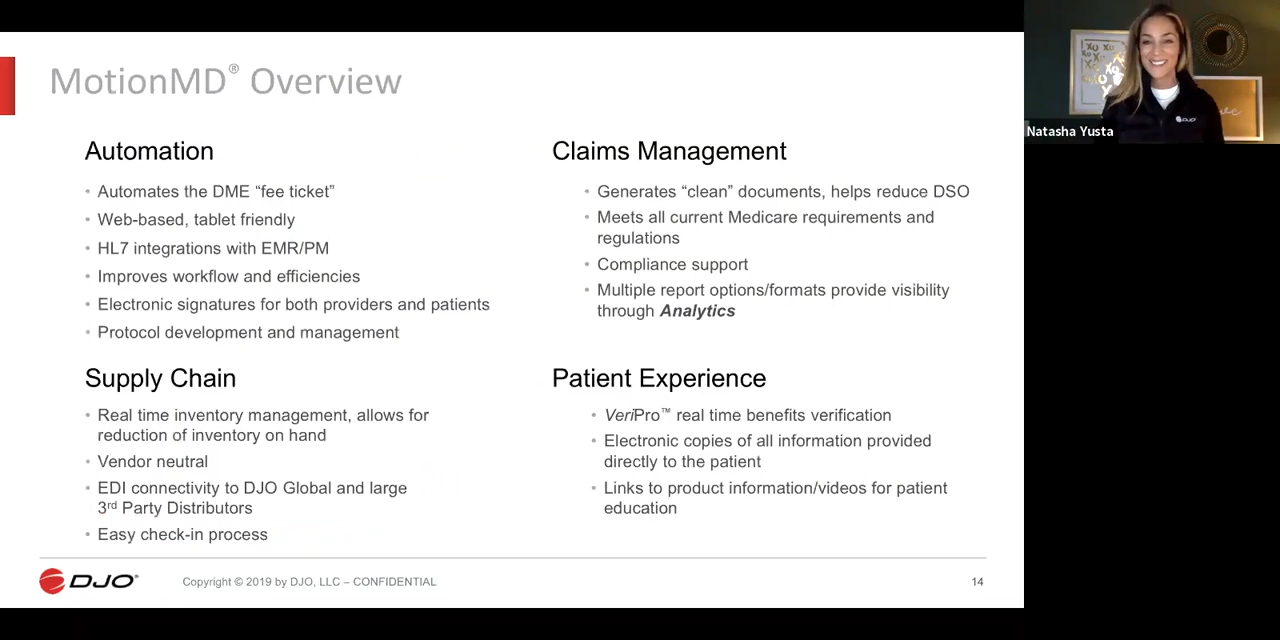 MotionMD® Overview
Automation
• Automates the DME “fee ticket”
• Web-based, tablet friendly
• HL7 integrations with EMR/PM
• Improves workflow and efficiencies
• Electronic signatures for both providers and patients
• Protocol development and management
Claims Management
• Generates “clean” documents, helps reduce DSO
• Meets all current Medicare requirements and
regulations
• Compliance support
• Multiple report options/formats provide visibility
through Analytics
Supply Chain
• Real time inventory management, allows for
reduction of inventory on hand
• Vendor neutral
• EDI connectivity to DJO Global and large
3rd Party Distributors
• Easy check-in process
Patient Experience
• VeriPro™ real time benefits verification
• Electronic copies of all information provided
directly to the patient
• Links to product information/videos for patient
education
DJO®
Copyright © 2019 by DJO, LLC – CONFIDENTIAL
14
Natasha Yusta
DJO